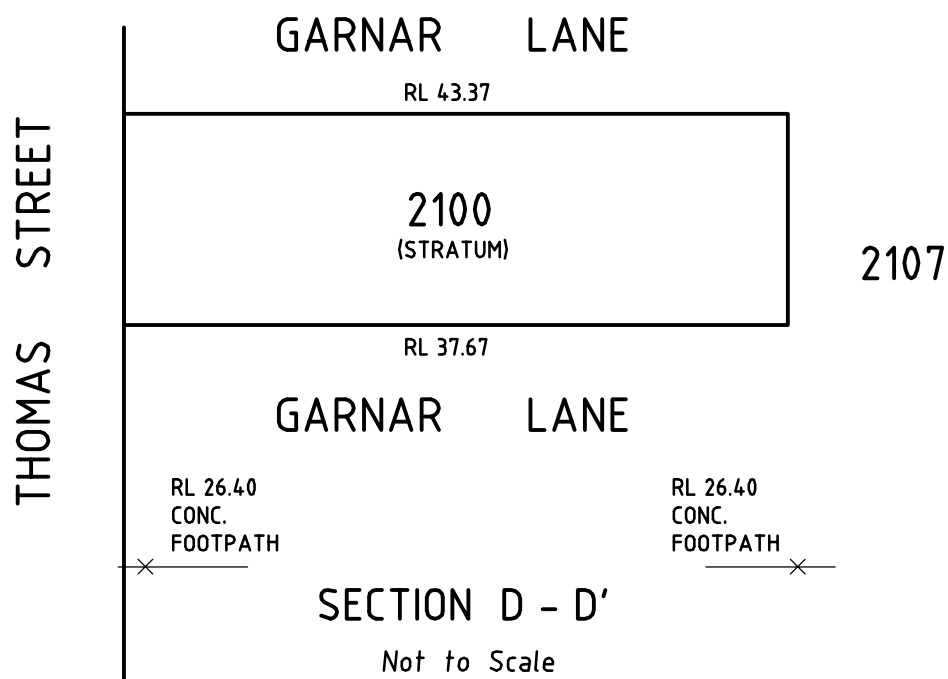 GARNAR LANE
RL 43.37
THOMAS STREET
2100
(STRATUM)
2107
RL 37.67
GARNAR LANE
RL 26.40
CONC.
FOOTPATH
RL 26.40
CONC.
FOOTPATH
SECTION D - D'
Not to Scale